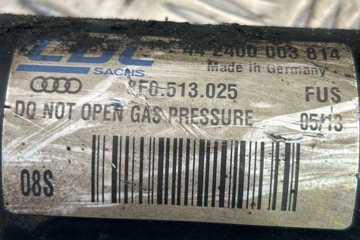 44 2400 003 814
SACHS Made in Germany
F0.513.025 FUS
DO NOT OPEN GAS PRESSURE 05/13
08S